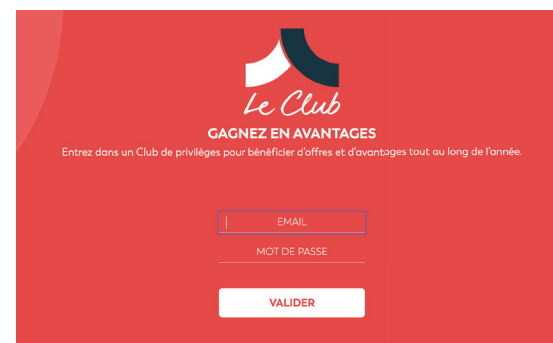 Le Club
GAGNEZ EN AVANTAGES
Entrez dans un Club de privilèges pour bénéficier d'offres et d'avantages tout au long de l'année.
EMAIL
MOT DE PASSE
VALIDER